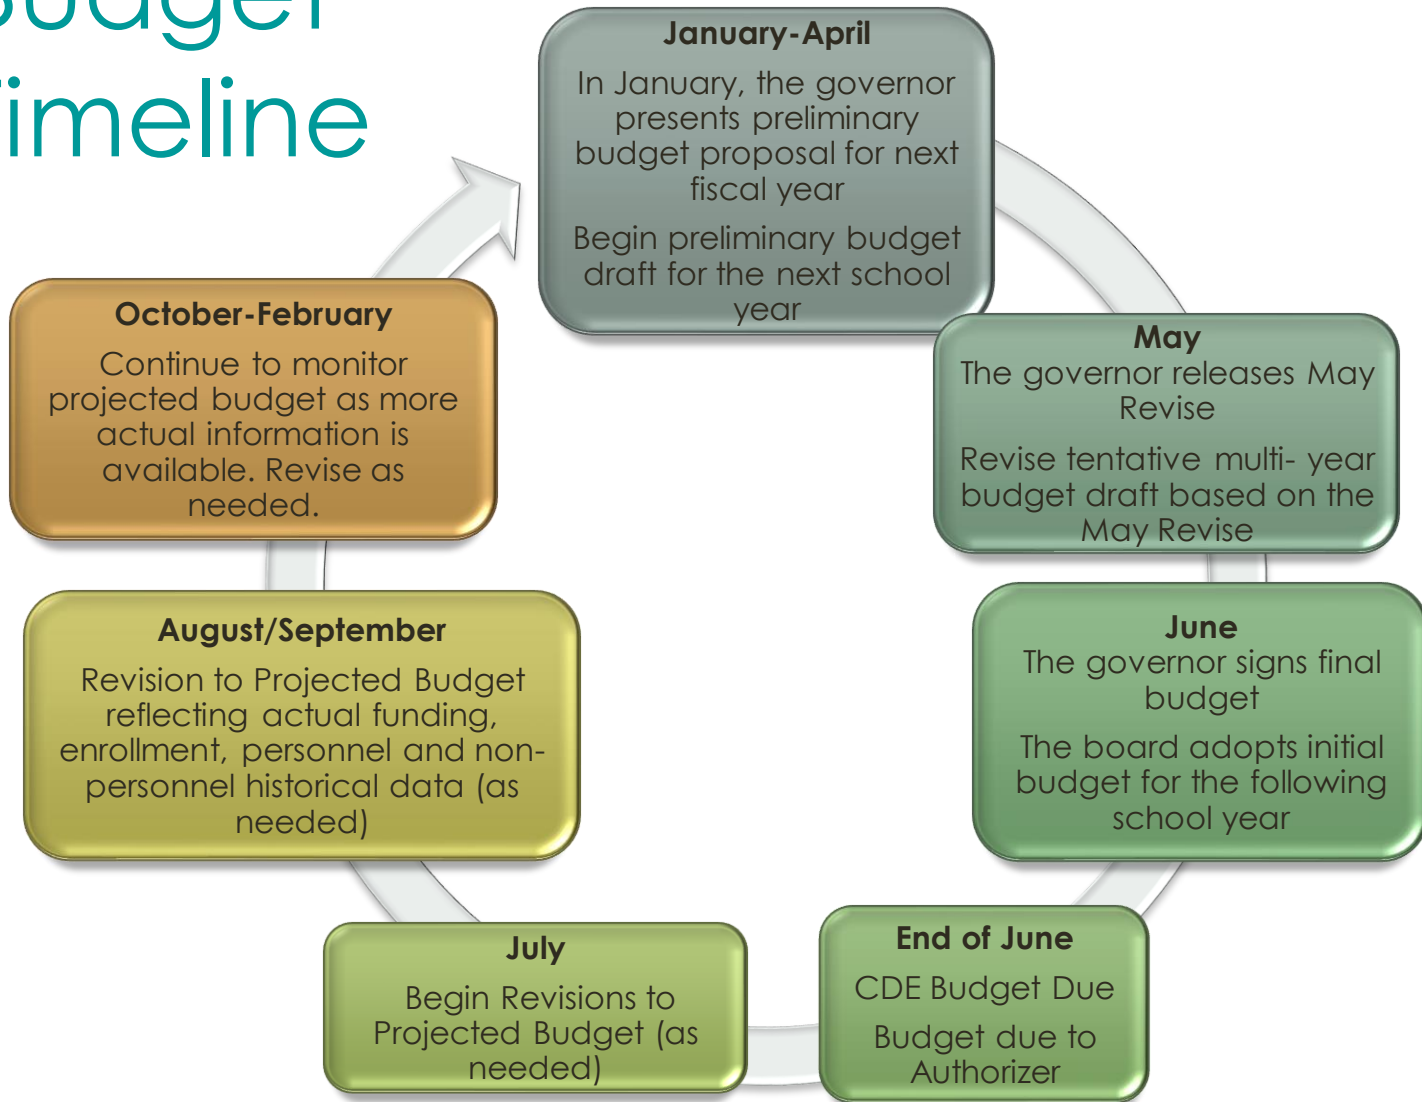 Budget
Timeline
January-April
In January, the governor
presents preliminary
budget proposal for next
fiscal year
Begin preliminary budget
draft for the next school
year
May
The governor releases May
Revise
Revise tentative multi- year
budget draft based on the
May Revise
June
The governor signs final
budget
The board adopts initial
budget for the following
school year
End of June
CDE Budget Due
Budget due to
Authorizer
July
Begin Revisions to
Projected Budget (as
needed)
August/September
Revision to Projected Budget
reflecting actual funding,
enrollment, personnel and non-
personnel historical data (as
needed)
October-February
Continue to monitor
projected budget as more
actual information is
available. Revise as
needed.